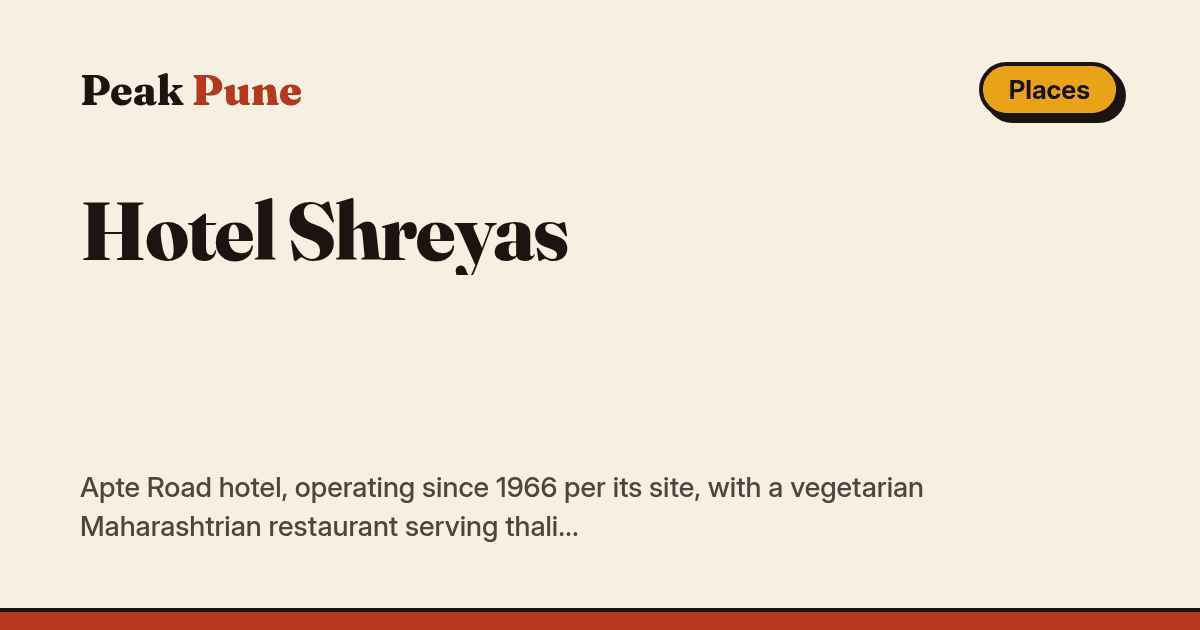 Peak Pune
Places
Hotel Shreyas
Apte Road hotel, operating since 1966 per its site, with a vegetarian
Maharashtrian restaurant serving thali...